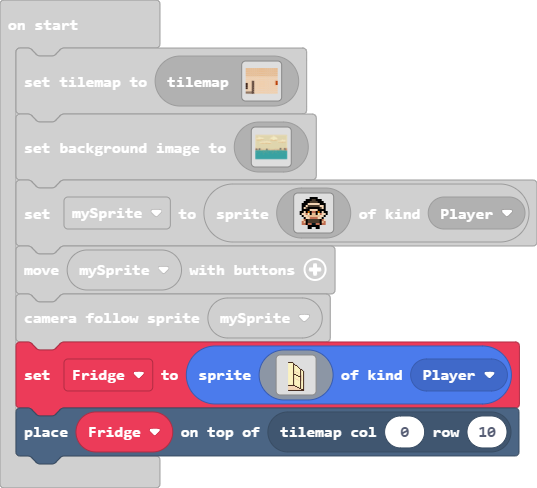 on start
set tilemap to tilemap
set background image to
set mySprite to sprite of kind Player
move mySprite with buttons
camera follow sprite mySprite
set Fridge to sprite of kind Player
place Fridge on top of tilemap col 0 row 10